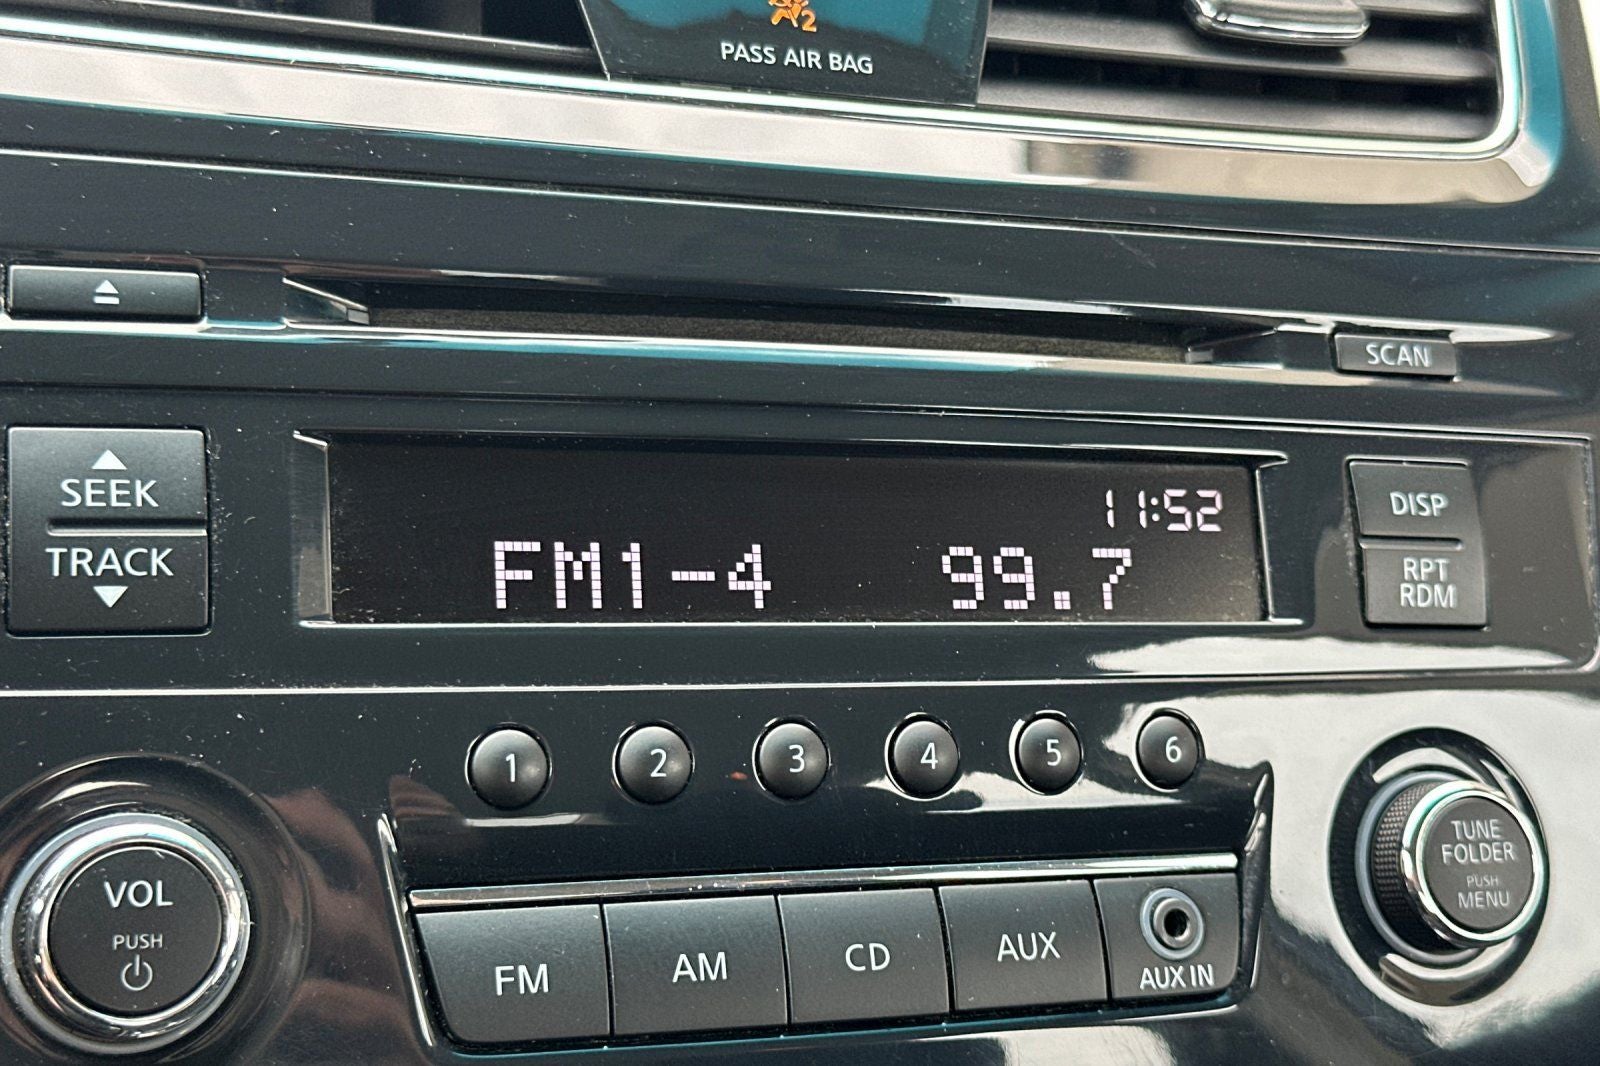 2
PASS AIR BAG
SCAN
SEEK
TRACK
11:52
FM1-4 99.7
DISP
RPT
RDM
1 2 3 4 5 6
VOL
PUSH
TUNE
FOLDER
PUSH
MENU
FM AM CD AUX
AUX IN